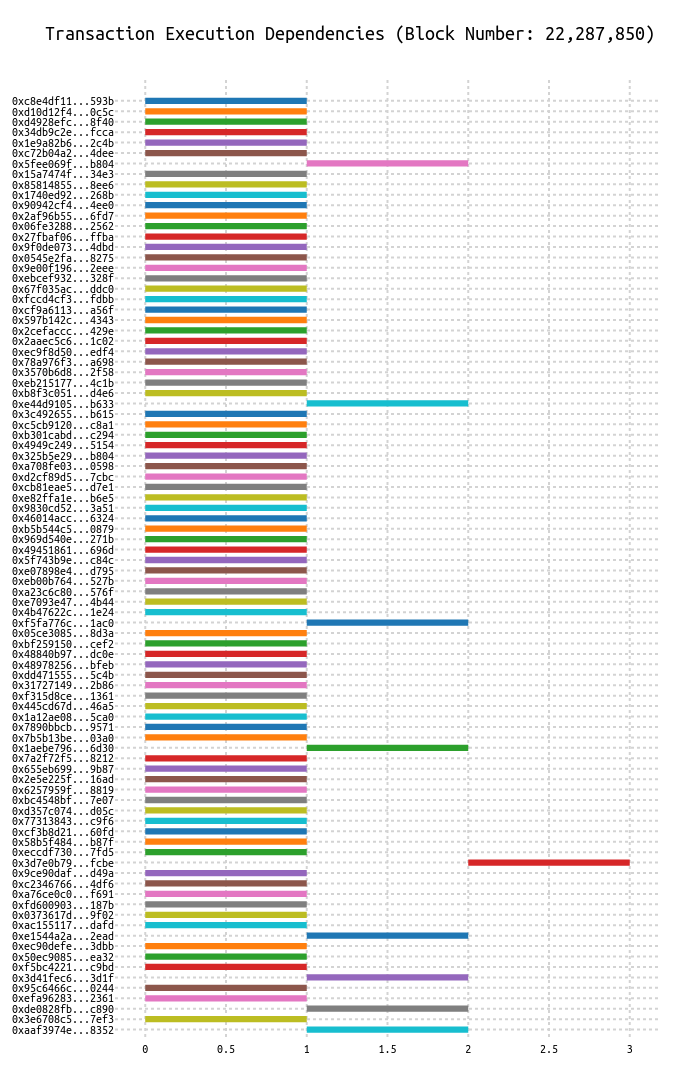 Transaction Execution Dependencies (Block Number: 22,287,850)
0xc8e4df11...593b
0xd10d12f4...0c5c
0xd4928efc...8f40
0x34db9c2e...fcca
0x1e9a82b6...2c4b
0xc72b04a2...4dee
0x5fee069f...b804
0x15a7474f...34e3
0x85814855...8ee6
0x1740ed92...268b
0x90942cf4...4ee0
0x2af96b55...6fd7
0x06fe3288...2562
0x27fbaf06...ffba
0x9f0de073...4dbd
0x0545e2fa...8275
0x9e00f196...2eee
0xebcef932...328f
0x67f035ac...ddc0
0xfccd4cf3...fdbb
0xcf9a6113...a56f
0x597b142c...4343
0x2cefaccc...429e
0x2aaec5c6...1c02
0xec9f8d50...edf4
0x78a976f3...a698
0x3570b6d8...2f58
0xeb215177...4c1b
0xb8f3c051...d4e6
0xe44d9105...b633
0x3c492655...b615
0xc5cb9120...c8a1
0xb301cabd...c294
0x4949c249...5154
0x325b5e29...b804
0xa708fe03...0598
0xd2cf89d5...7cbc
0xcb81eae5...d7e1
0xe82ffa1e...b6e5
0x9830cd52...3a51
0x46014acc...6324
0xb5b544c5...0879
0x969d540e...271b
0x49451861...696d
0x5f743b9e...c84c
0xe07898e4...d795
0xeb00b764...527b
0xa23c6c80...576f
0xe7093e47...4b44
0x4b47622c...1e24
0xf5fa776c...1ac0
0x05ce3085...8d3a
0xbf259150...cef2
0x48840b97...dc0e
0x48978256...bfeb
0xdd471555...5c4b
0x31727149...2b86
0xf315d8ce...1361
0x445cd67d...46a5
0x1a12ae08...5ca0
0x7890bbcb...9571
0x7b5b13be...03a0
0x1aebe796...6d30
0x7a2f72f5...8212
0x655eb699...9b87
0x2e5e225f...16ad
0x6257959f...8819
0xbc4548bf...7e07
0xd357c074...d05c
0x77313843...c9f6
0xcf3b8d21...60fd
0x58b5f484...b87f
0xeccdf730...7fd5
0x3d7e0b79...fcbe
0x9ce90daf...d49a
0xc2346766...4df6
0xa76ce0c0...f691
0xfd600903...187b
0x0373617d...9f02
0xac155117...dafd
0xe1544a2a...2ead
0xec90defe...3dbb
0x50ec9085...ea32
0xf5bc4221...c9bd
0x3d41fec6...3d1f
0x95c6466c...0244
0xefa96283...2361
0xde0828fb...c890
0x3e6708c5...7ef3
0xaaf3974e...8352
0 0.5 1 1.5 2 2.5 3